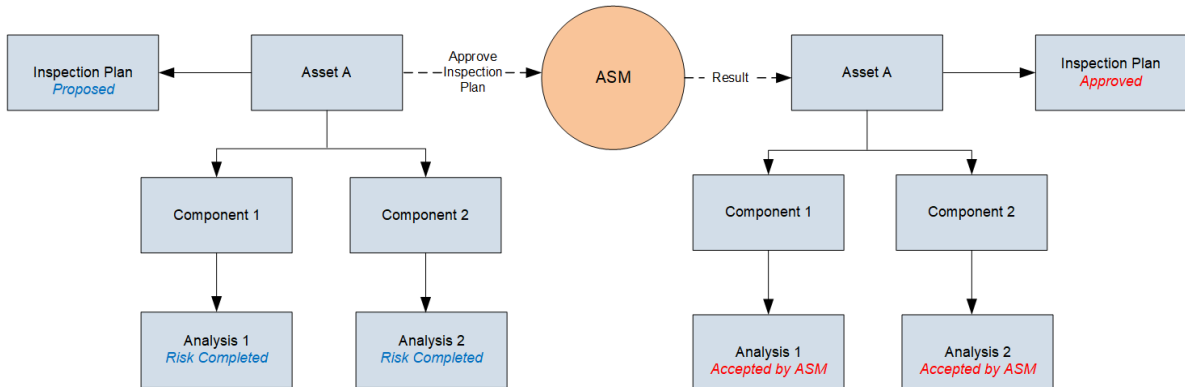 Inspection Plan
Proposed
Asset A
Approve
Inspection
Plan
ASM
Result
Asset A
Inspection Plan
Approved
Component 1
Component 2
Component 1
Component 2
Analysis 1
Risk Completed
Analysis 2
Risk Completed
Analysis 1
Accepted by ASM
Analysis 2
Accepted by ASM